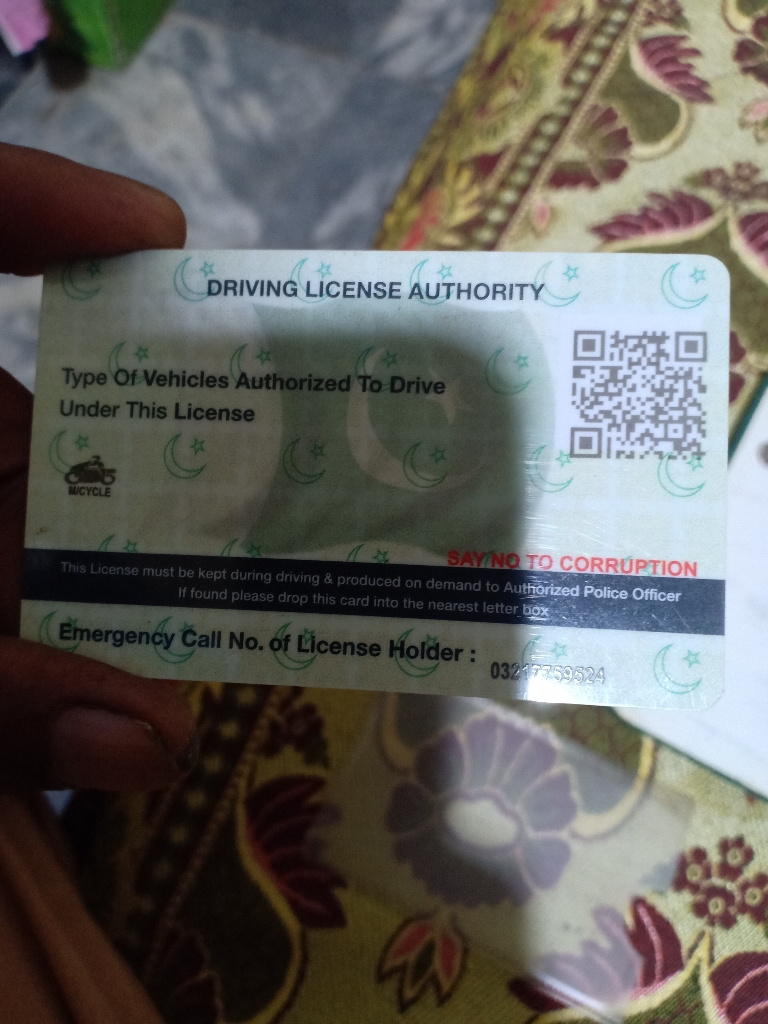 DRIVING LICENSE AUTHORITY
Type Of Vehicles Authorized To Drive
Under This License
M/CYCLE
SAY NO TO CORRUPTION
This License must be kept during driving & produced on demand to Authorized Police Officer
If found please drop this card into the nearest letter box
Emergency Call No. of License Holder :
03217759524